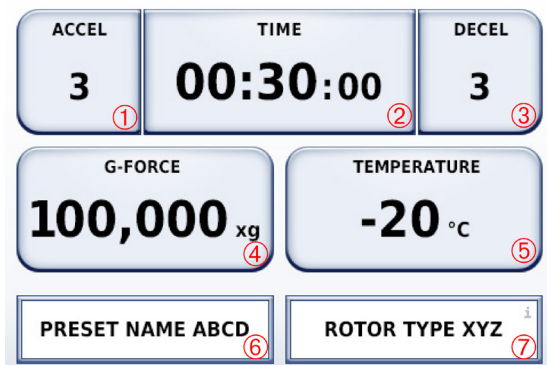 ACCEL TIME DECEL
3 00:30:00 3
① ② ③
G-FORCE TEMPERATURE
100,000 xg -20 °C
④ ⑤
i
PRESET NAME ABCD ROTOR TYPE XYZ
⑥ ⑦